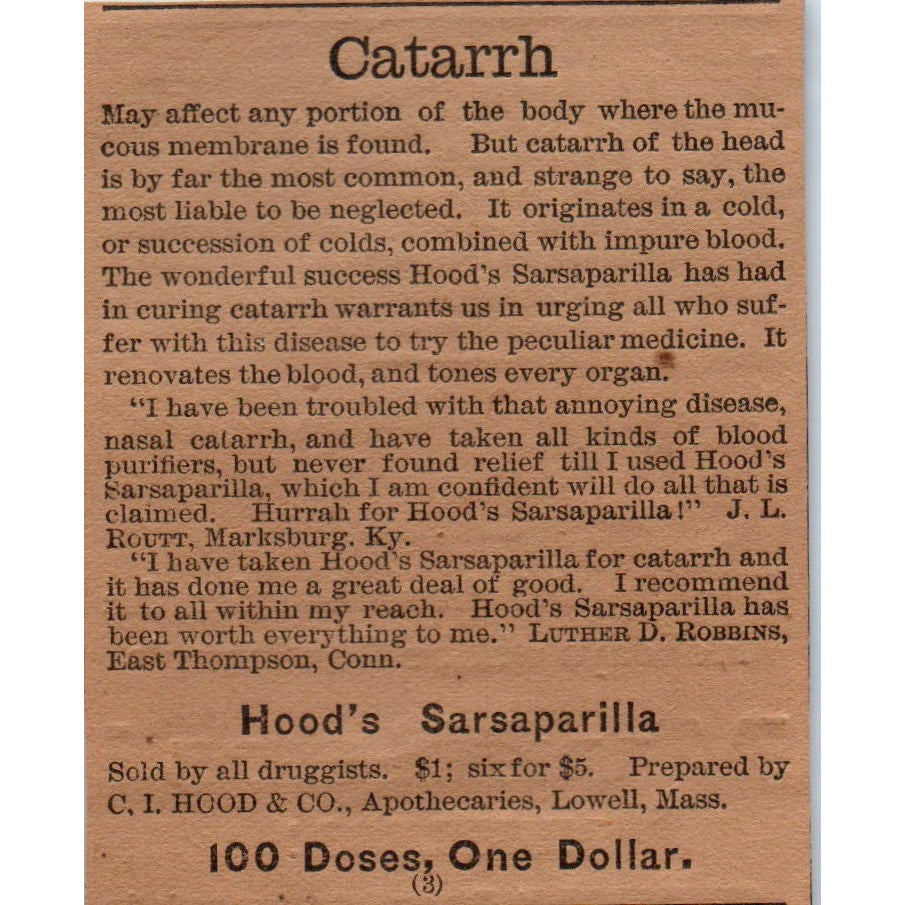 Catarrh
May affect any portion of the body where the mu-
cous membrane is found. But catarrh of the head
is by far the most common, and strange to say, the
most liable to be neglected. It originates in a cold,
or succession of colds, combined with impure blood.
The wonderful success Hood's Sarsaparilla has had
in curing catarrh warrants us in urging all who suf-
fer with this disease to try the peculiar medicine. It
renovates the blood, and tones every organ.
"I have been troubled with that annoying disease,
nasal catarrh, and have taken all kinds of blood
purifiers, but never found relief till I used Hood's
Sarsaparilla, which I am confident will do all that is
claimed. Hurrah for Hood's Sarsaparilla!" J. L.
ROUTT, Marksburg. Ky.
"I have taken Hood's Sarsaparilla for catarrh and
it has done me a great deal of good. I recommend
it to all within my reach. Hood's Sarsaparilla has
been worth everything to me." LUTHER D. ROBBINS,
East Thompson, Conn.
Hood's Sarsaparilla
Sold by all druggists. $1; six for $5. Prepared by
C. I. HOOD & CO., Apothecaries, Lowell, Mass.
100 Doses, One Dollar.
(3)